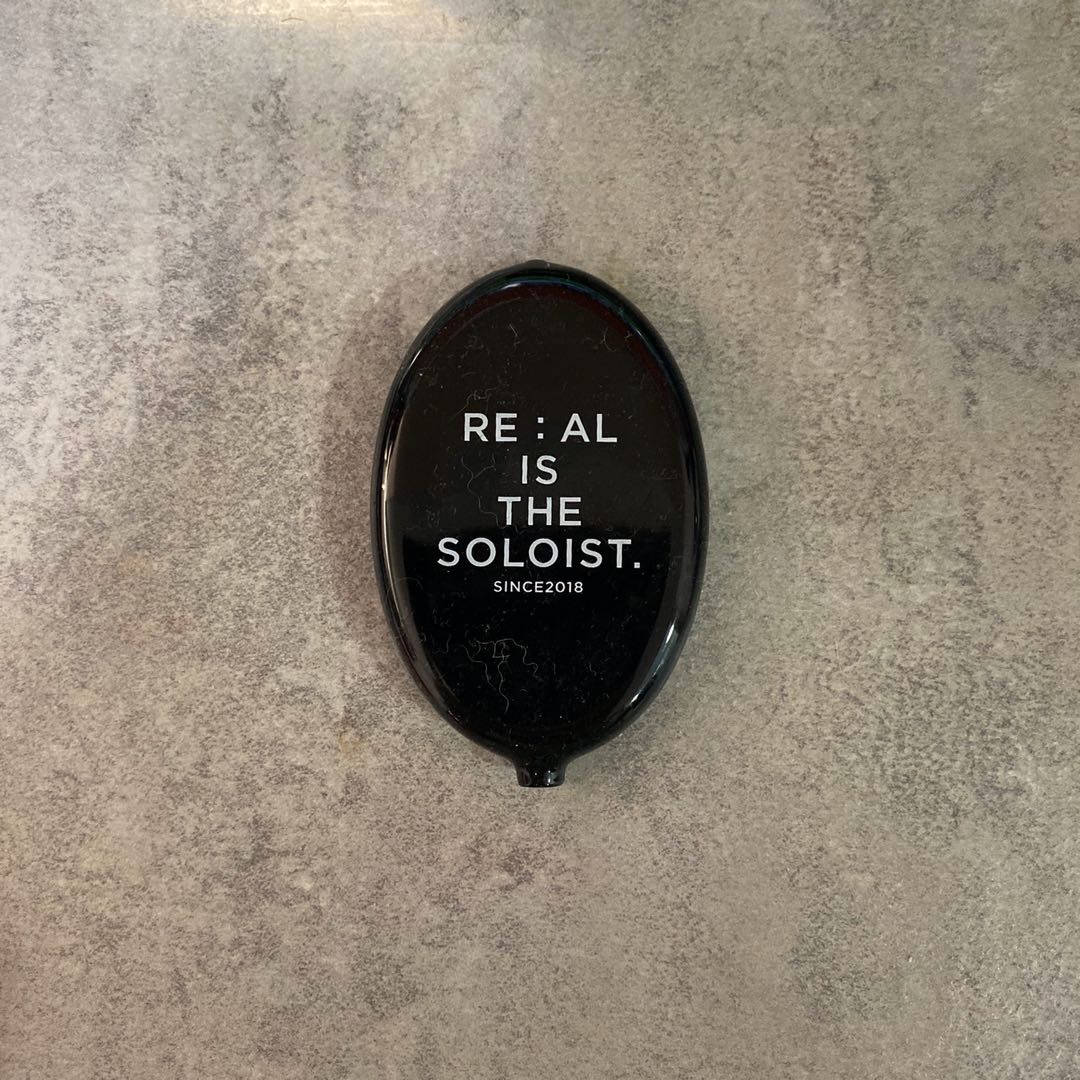 RE : AL
IS
THE
SOLOIST.
SINCE2018